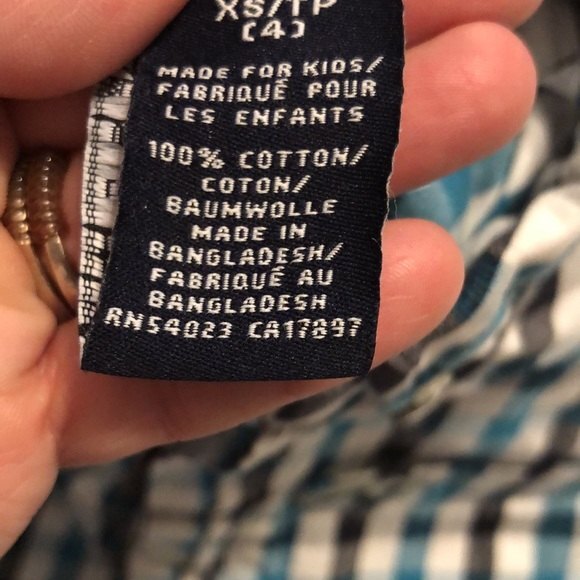 XS/TP
(4)
MADE FOR KIDS/
FABRIQUÉ POUR
LES ENFANTS
100% COTTON/
COTON/
BAUMWOLLE
MADE IN
BANGLADESH/
FABRIQUÉ AU
BANGLADESH
RN54023 CA17897